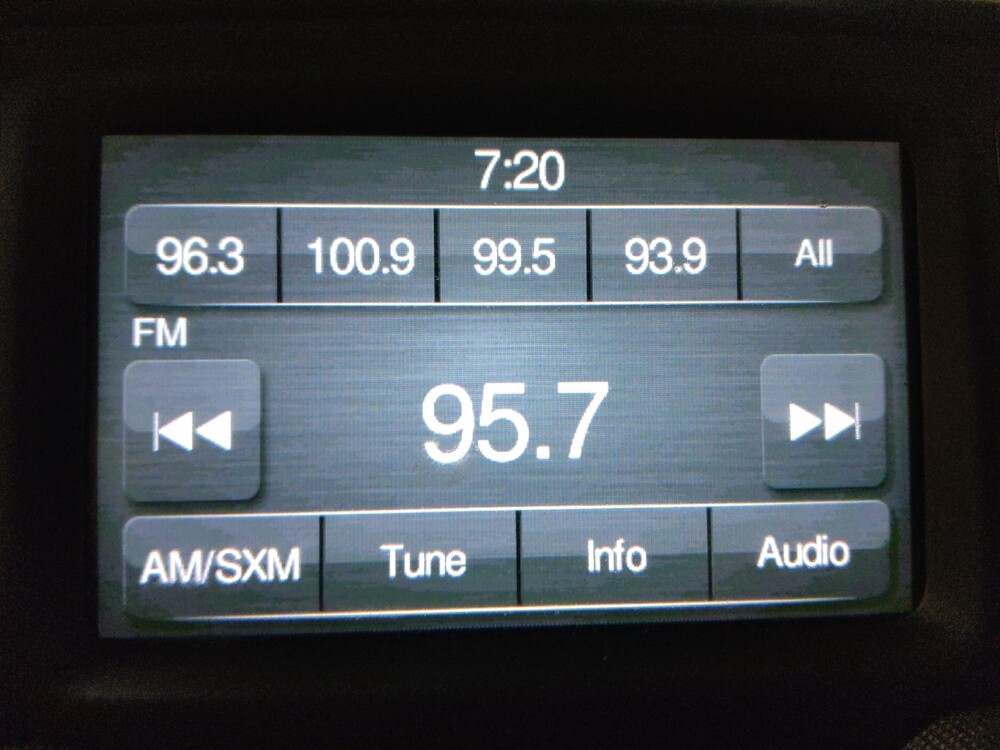 7:20
96.3 100.9 99.5 93.9 All
FM
95.7
AM/SXM Tune Info Audio